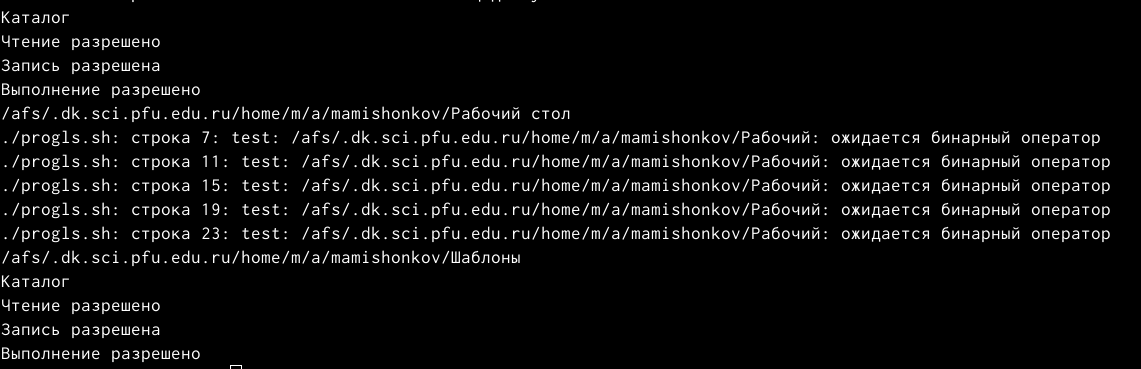 Каталог
Чтение разрешено
Запись разрешена
Выполнение разрешено
/afs/.dk.sci.pfu.edu.ru/home/m/a/mamishonkov/Рабочий стол
./progls.sh: строка 7: test: /afs/.dk.sci.pfu.edu.ru/home/m/a/mamishonkov/Рабочий: ожидается бинарный оператор
./progls.sh: строка 11: test: /afs/.dk.sci.pfu.edu.ru/home/m/a/mamishonkov/Рабочий: ожидается бинарный оператор
./progls.sh: строка 15: test: /afs/.dk.sci.pfu.edu.ru/home/m/a/mamishonkov/Рабочий: ожидается бинарный оператор
./progls.sh: строка 19: test: /afs/.dk.sci.pfu.edu.ru/home/m/a/mamishonkov/Рабочий: ожидается бинарный оператор
./progls.sh: строка 23: test: /afs/.dk.sci.pfu.edu.ru/home/m/a/mamishonkov/Рабочий: ожидается бинарный оператор
/afs/.dk.sci.pfu.edu.ru/home/m/a/mamishonkov/Шаблоны
Каталог
Чтение разрешено
Запись разрешена
Выполнение разрешено